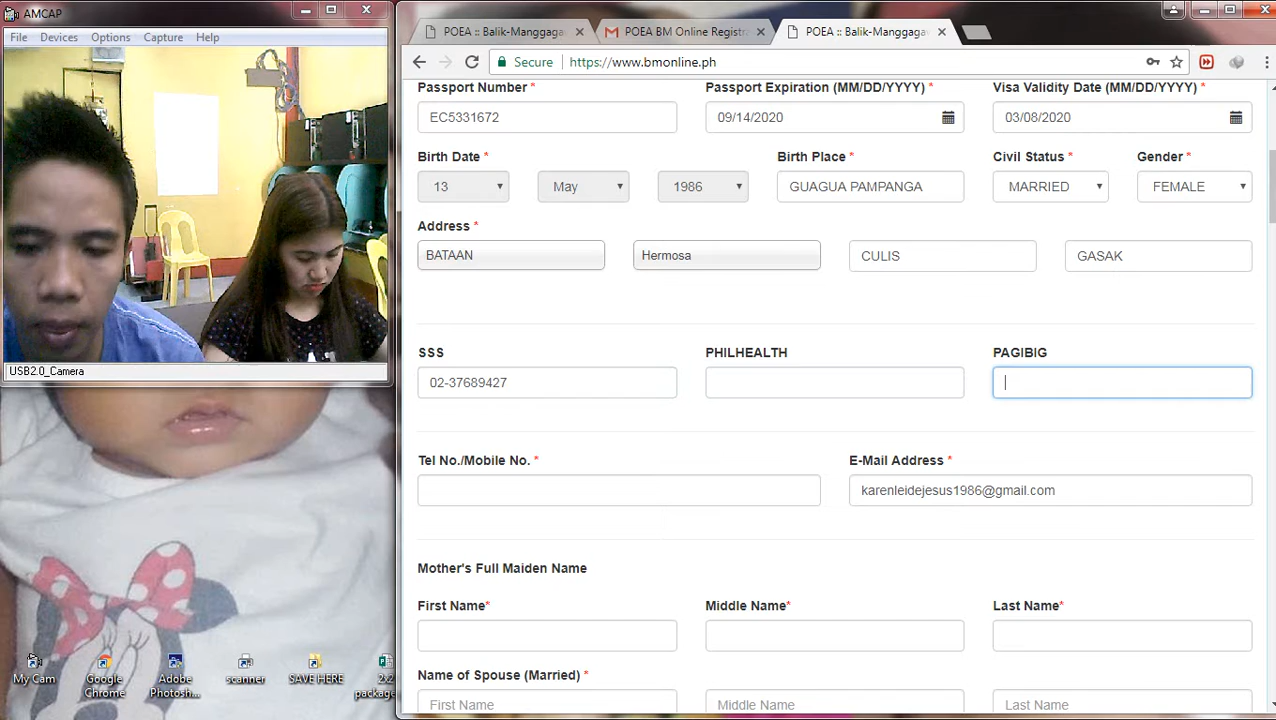 AMCAP
File Devices Options Capture Help
USB2.0_Camera
My Cam
Google Chrome
Adobe Photosh...
scanner
SAVE HERE
2x2 package
POEA :: Balik-Manggaga
POEA BM Online Registra
POEA :: Balik-Manggagaw
Secure https://www.bmonline.ph
Passport Number * Passport Expiration (MM/DD/YYYY) * Visa Validity Date (MM/DD/YYYY) *
EC5331672 09/14/2020 03/08/2020
Birth Date * Birth Place * Civil Status * Gender *
13 May 1986 GUAGUA PAMPANGA MARRIED FEMALE
Address *
BATAAN Hermosa CULIS GASAK
SSS PHILHEALTH PAGIBIG
02-37689427
Tel No./Mobile No. * E-Mail Address *
karenleidejesus1986@gmail.com
Mother's Full Maiden Name
First Name* Middle Name* Last Name*
Name of Spouse (Married) *
First Name Middle Name Last Name